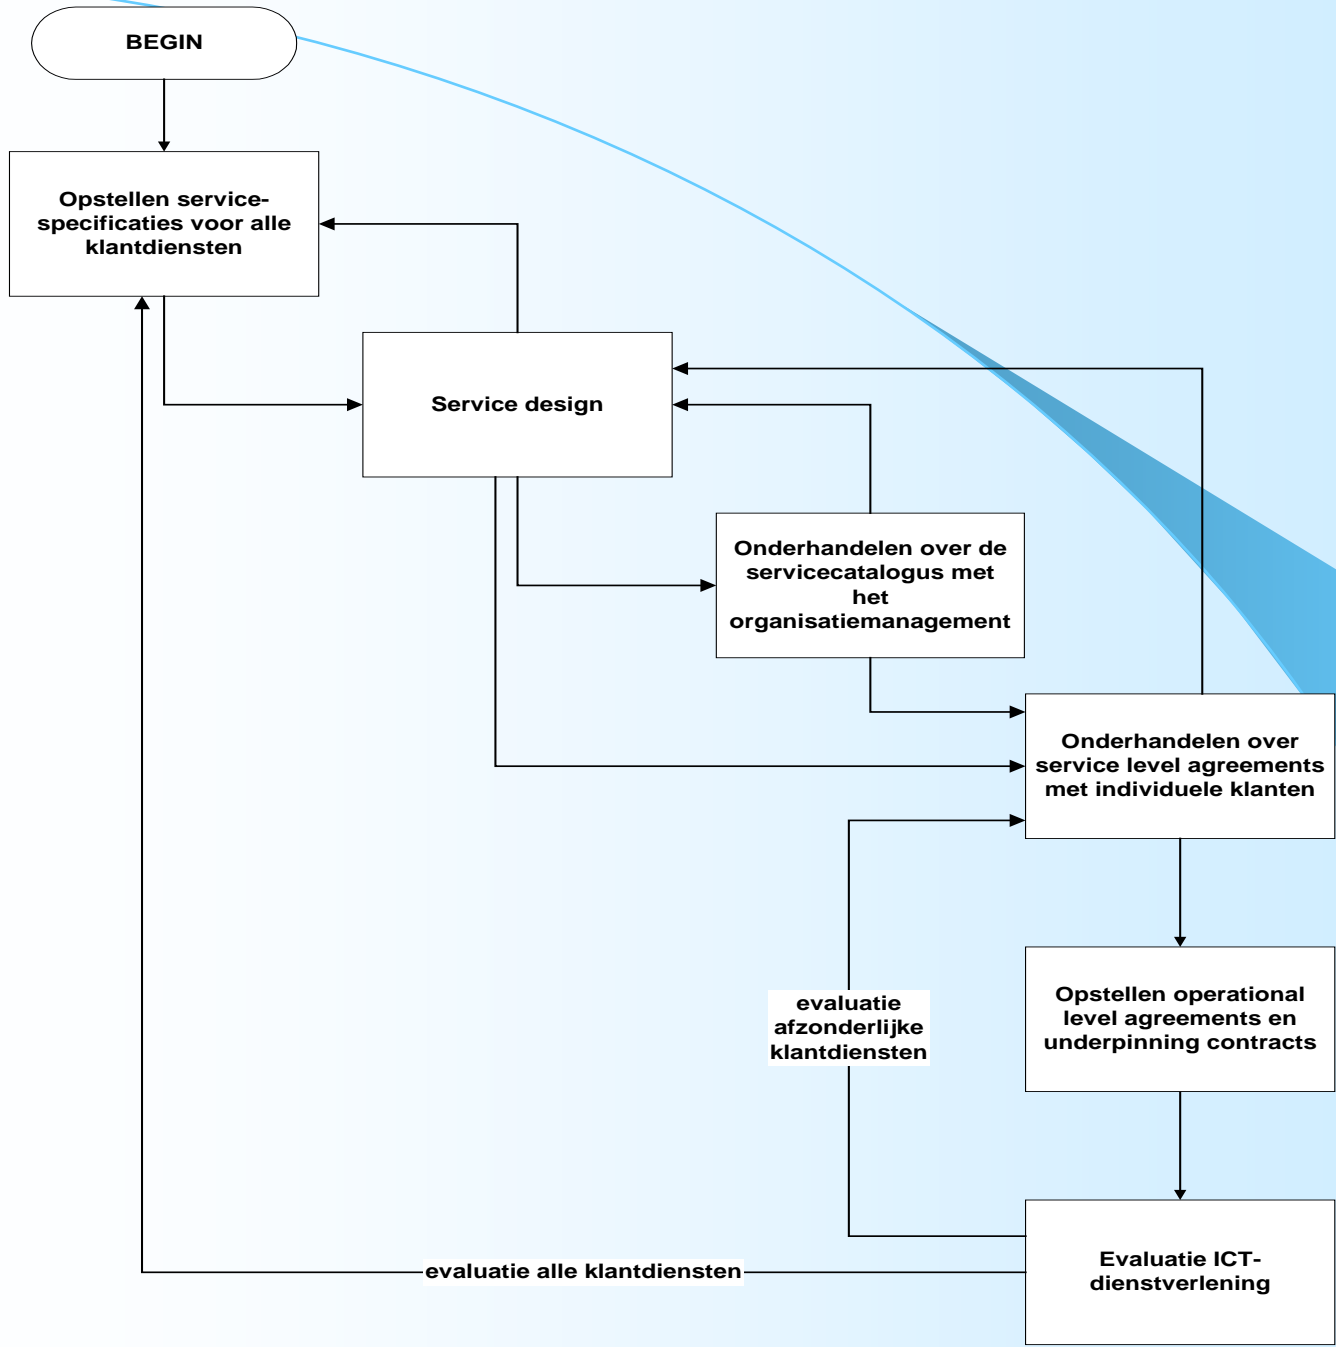 BEGIN
Opstellen service-
specificaties voor alle
klantdiensten
Service design
Onderhandelen over de
servicecatalogus met
het
organisatiemanagement
Onderhandelen over
service level agreements
met individuele klanten
evaluatie
afzonderlijke
klantdiensten
Opstellen operational
level agreements en
underpinning contracts
evaluatie alle klantdiensten
Evaluatie ICT-
dienstverlening